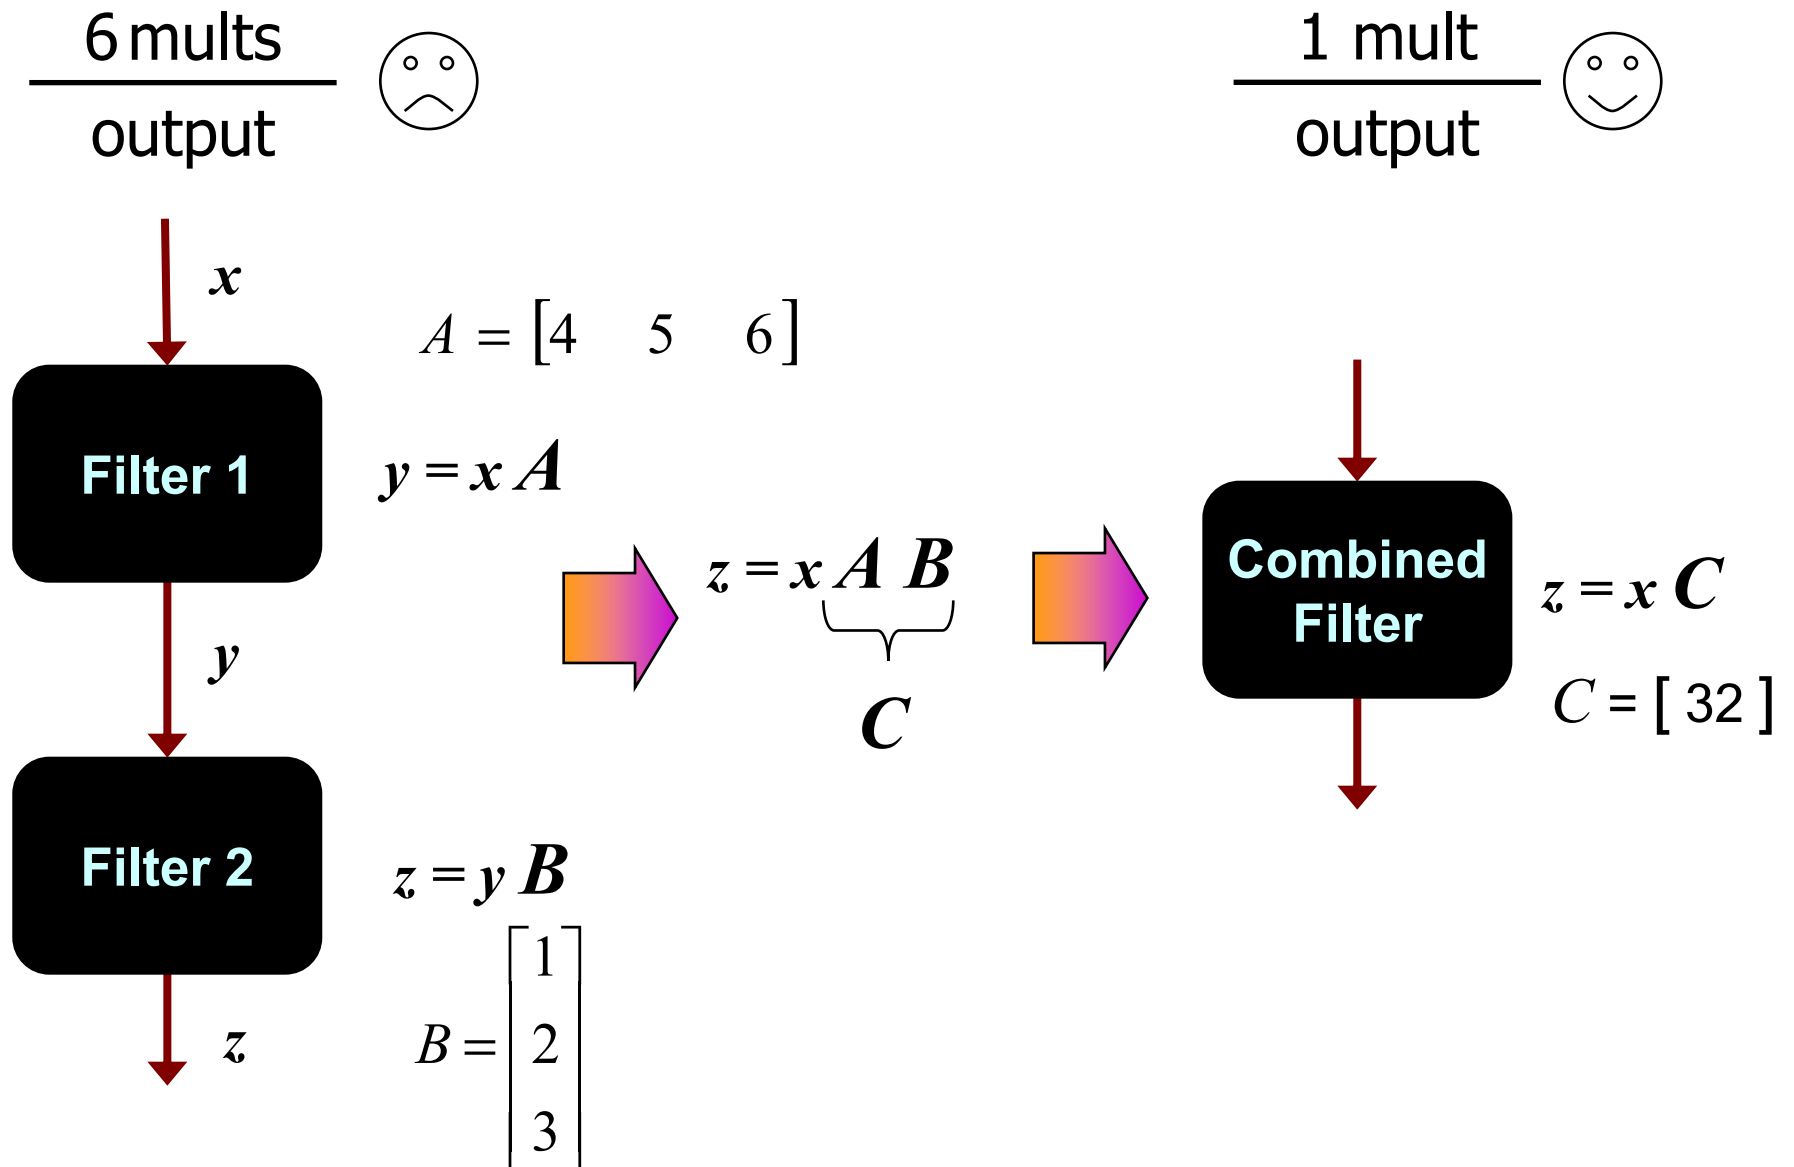 6 mults
output
1 mult
output
x
A = [4 5 6]
Filter 1
y = x A
z = x A B
C
Combined
Filter
z = x C
C = [ 32 ]
y
Filter 2
z = y B
z
B =
1
2
3